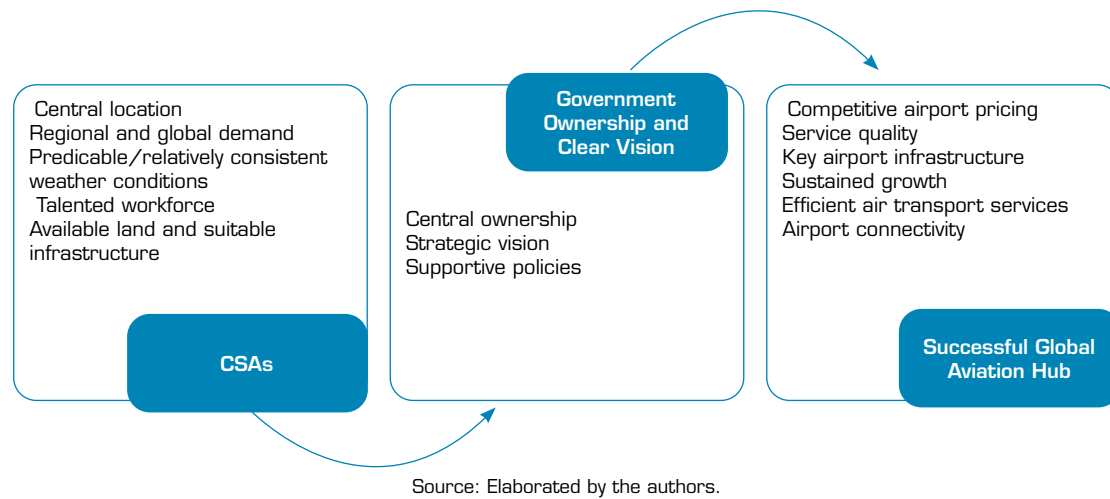 Central location
Regional and global demand
Predicable/relatively consistent
weather conditions
Talented workforce
Available land and suitable
infrastructure
CSAs
Government
Ownership and
Clear Vision
Central ownership
Strategic vision
Supportive policies
Competitive airport pricing
Service quality
Key airport infrastructure
Sustained growth
Efficient air transport services
Airport connectivity
Successful Global
Aviation Hub
Source: Elaborated by the authors.